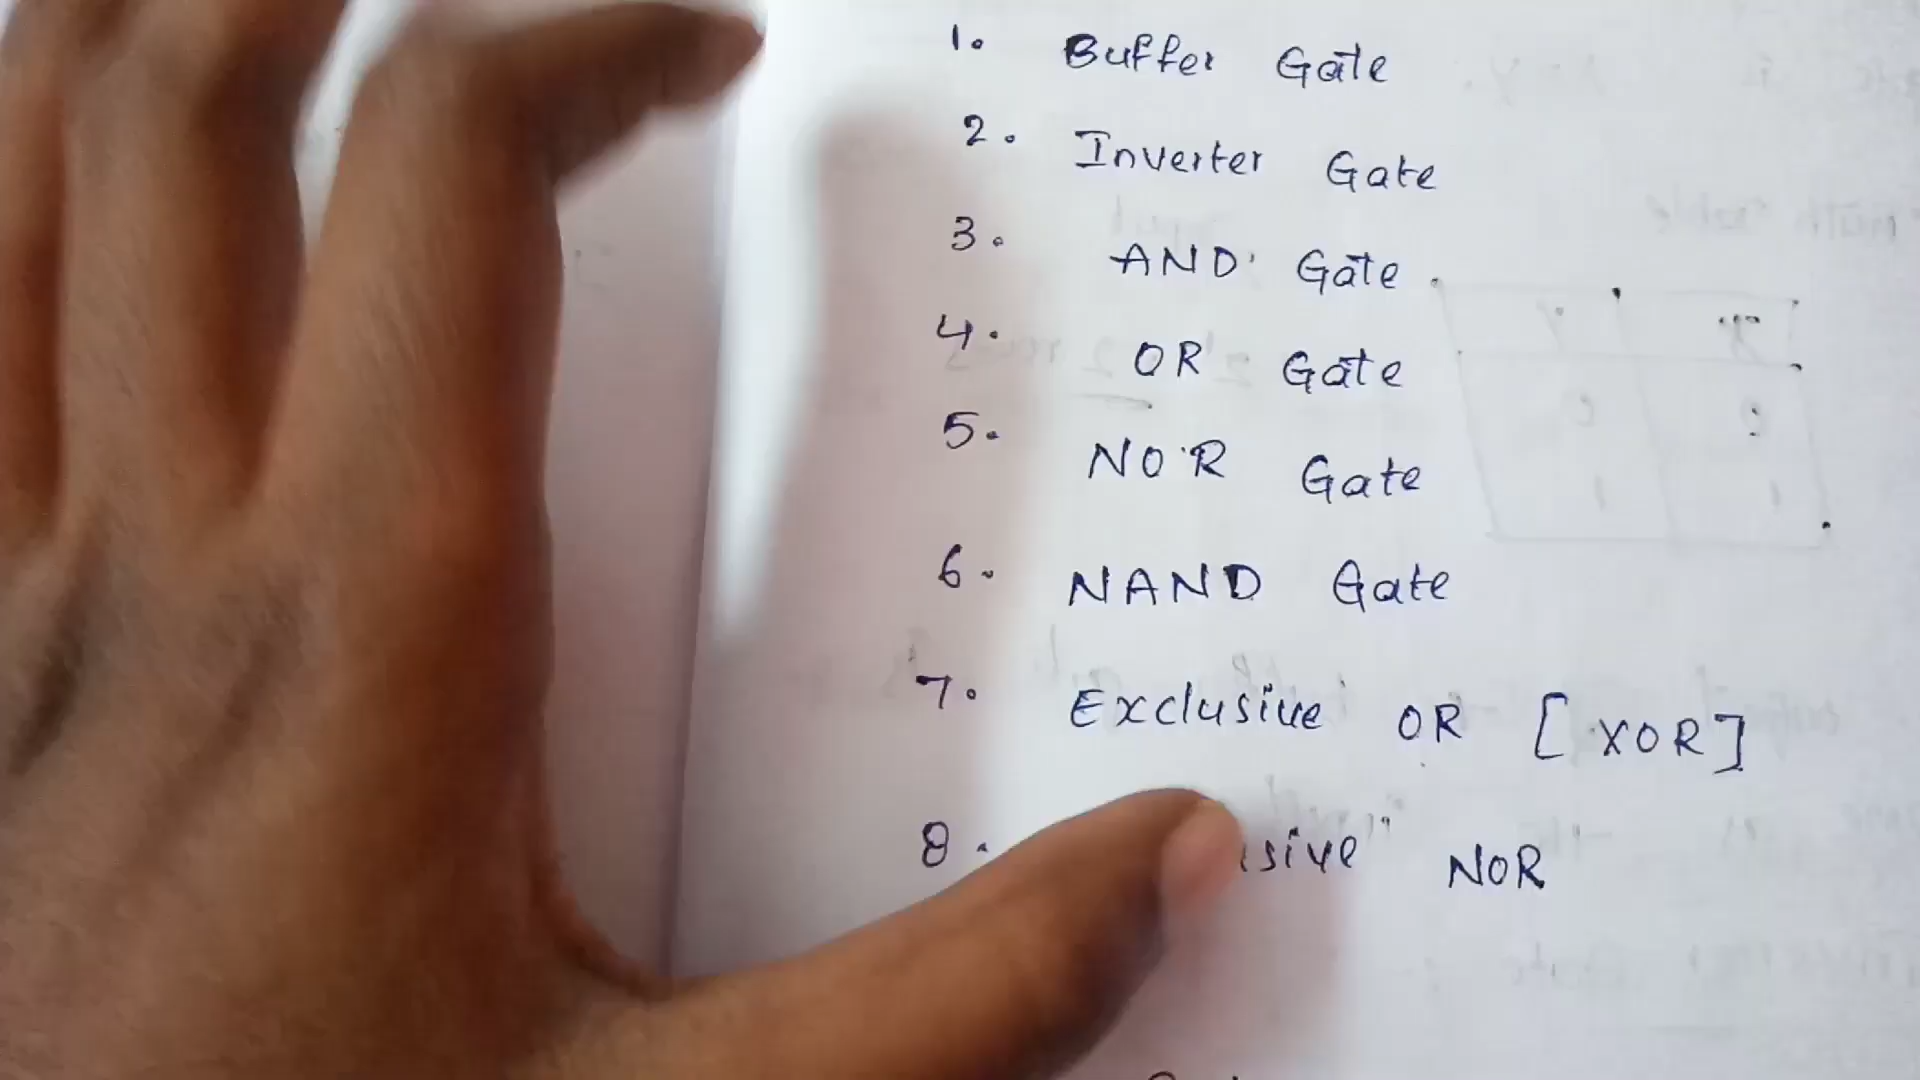 1. Buffer Gate
2. Inverter Gate
3. AND Gate
4. OR Gate
5. NOR Gate
6. NAND Gate
7. Exclusive OR [XOR]
8. NOR